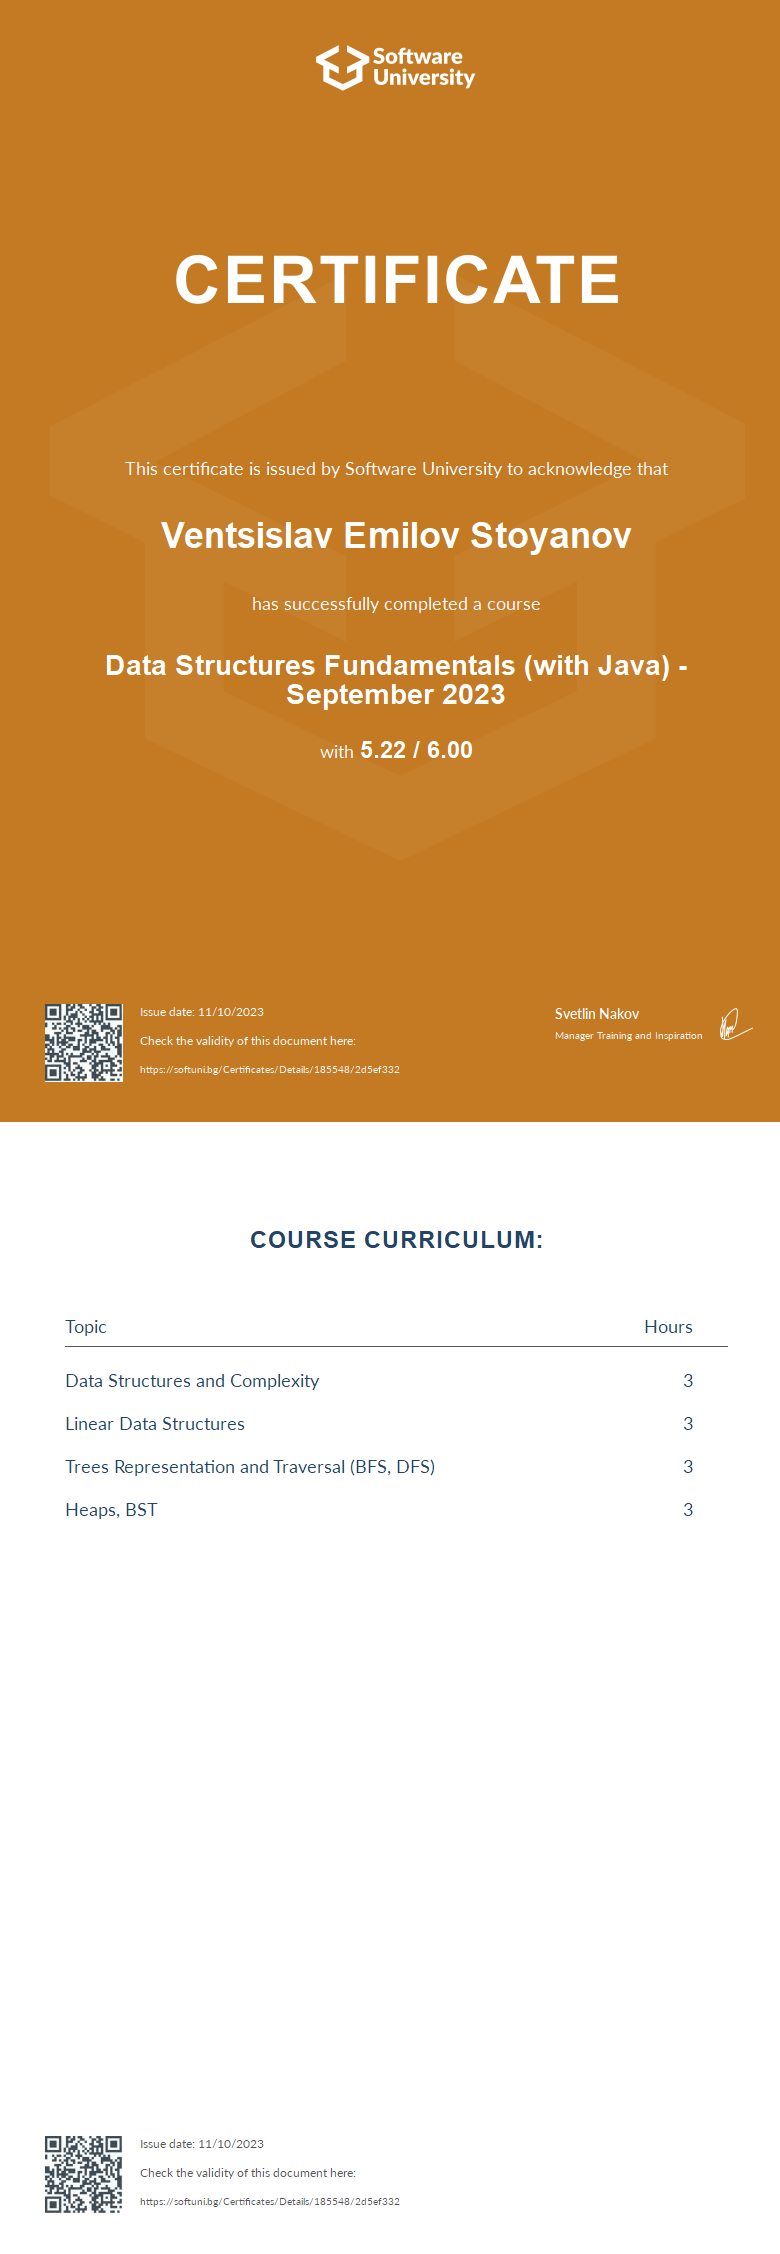 Software
University
CERTIFICATE
This certificate is issued by Software University to acknowledge that
Ventsislav Emilov Stoyanov
has successfully completed a course
Data Structures Fundamentals (with Java) -
September 2023
with 5.22 / 6.00
Issue date: 11/10/2023
Check the validity of this document here:
https://softuni.bg/Certificates/Details/185548/2d5ef332
Svetlin Nakov
Manager Training and Inspiration
COURSE CURRICULUM:
Topic Hours
Data Structures and Complexity 3
Linear Data Structures 3
Trees Representation and Traversal (BFS, DFS) 3
Heaps, BST 3
Issue date: 11/10/2023
Check the validity of this document here:
https://softuni.bg/Certificates/Details/185548/2d5ef332